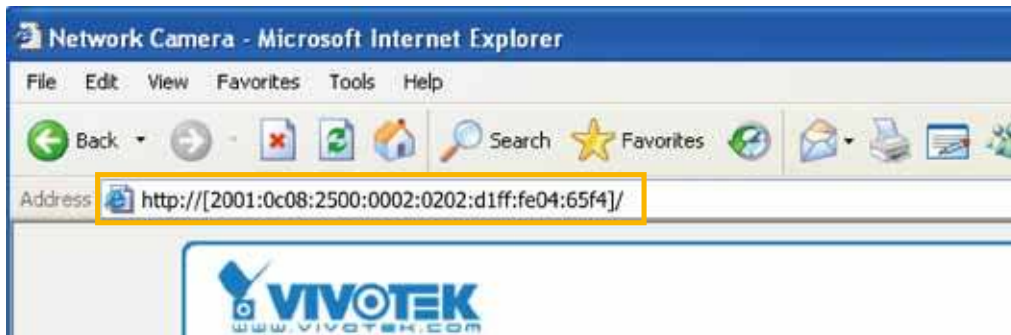 Network Camera - Microsoft Internet Explorer
File Edit View Favorites Tools Help
Back Search Favorites
Address http://[2001:0c08:2500:0002:0202:d1ff:fe04:65f4]/
VIVOTEK
www.vivotek.com